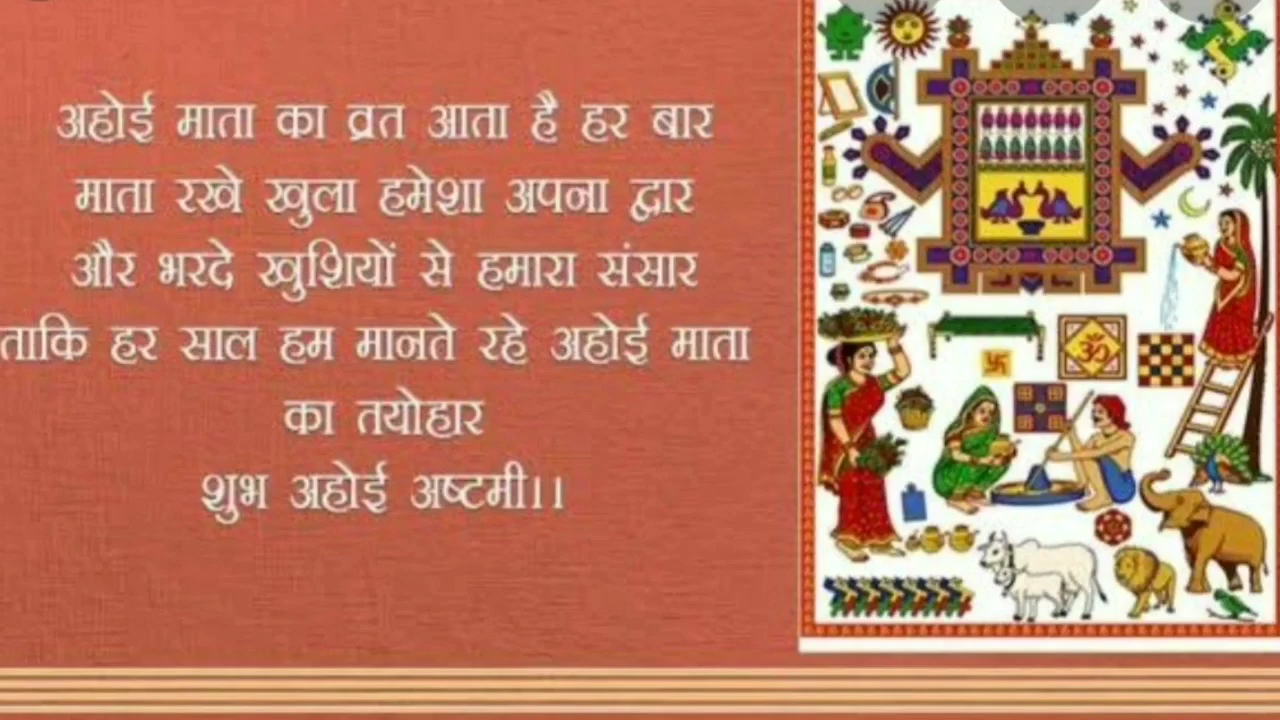 अहोई माता का व्रत आता है हर बार
माता रखे खुला हमेशा अपना द्वार
और भरदे खुशियों से हमारा संसार
ताकि हर साल हम मानते रहे अहोई माता
का तयोहार
शुभ अहोई अष्टमी।।
ॐ